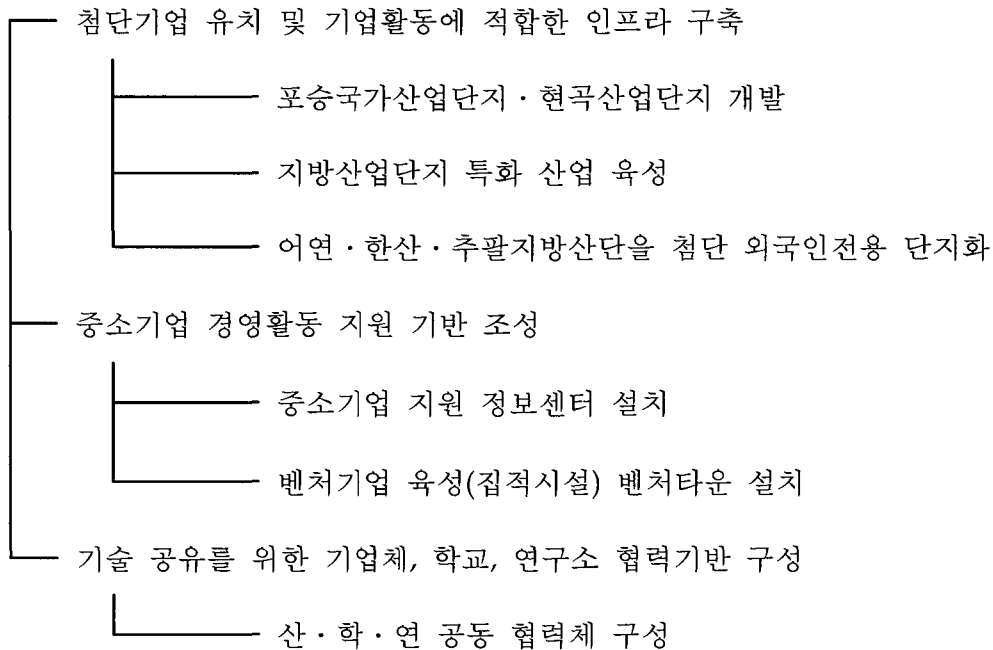 첨단기업 유치 및 기업활동에 적합한 인프라 구축
포승국가산업단지·현곡산업단지 개발
지방산업단지 특화 산업 육성
어연·한산·추팔지방산단을 첨단 외국인전용 단지화
중소기업 경영활동 지원 기반 조성
중소기업 지원 정보센터 설치
벤처기업 육성(집적시설) 벤처타운 설치
기술 공유를 위한 기업체, 학교, 연구소 협력기반 구성
산·학·연 공동 협력체 구성